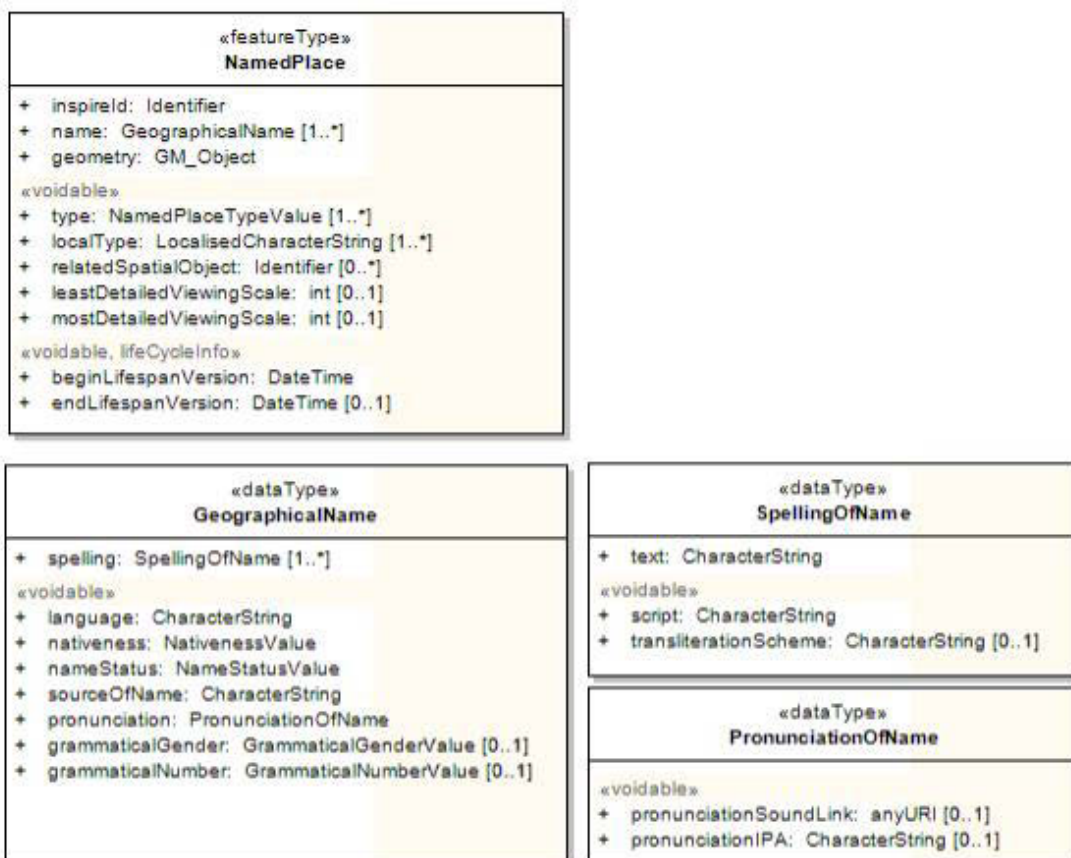 «featureType»
NamedPlace
+ inspireId: Identifier
+ name: GeographicalName [1..*]
+ geometry: GM_Object
«voidable»
+ type: NamedPlaceTypeValue [1..*]
+ localType: LocalisedCharacterString [1..*]
+ relatedSpatialObject: Identifier [0..*]
+ leastDetailedViewingScale: int [0..1]
+ mostDetailedViewingScale: int [0..1]
«voidable, lifeCycleInfo»
+ beginLifespanVersion: DateTime
+ endLifespanVersion: DateTime [0..1]
«dataType»
GeographicalName
+ spelling: SpellingOfName [1..*]
«voidable»
+ language: CharacterString
+ nativeness: NativenessValue
+ nameStatus: NameStatusValue
+ sourceOfName: CharacterString
+ pronunciation: PronunciationOfName
+ grammaticalGender: GrammaticalGenderValue [0..1]
+ grammaticalNumber: GrammaticalNumberValue [0..1]
«dataType»
SpellingOfName
+ text: CharacterString
«voidable»
+ script: CharacterString
+ transliterationScheme: CharacterString [0..1]
«dataType»
PronunciationOfName
«voidable»
+ pronunciationSoundLink: anyURI [0..1]
+ pronunciationIPA: CharacterString [0..1]